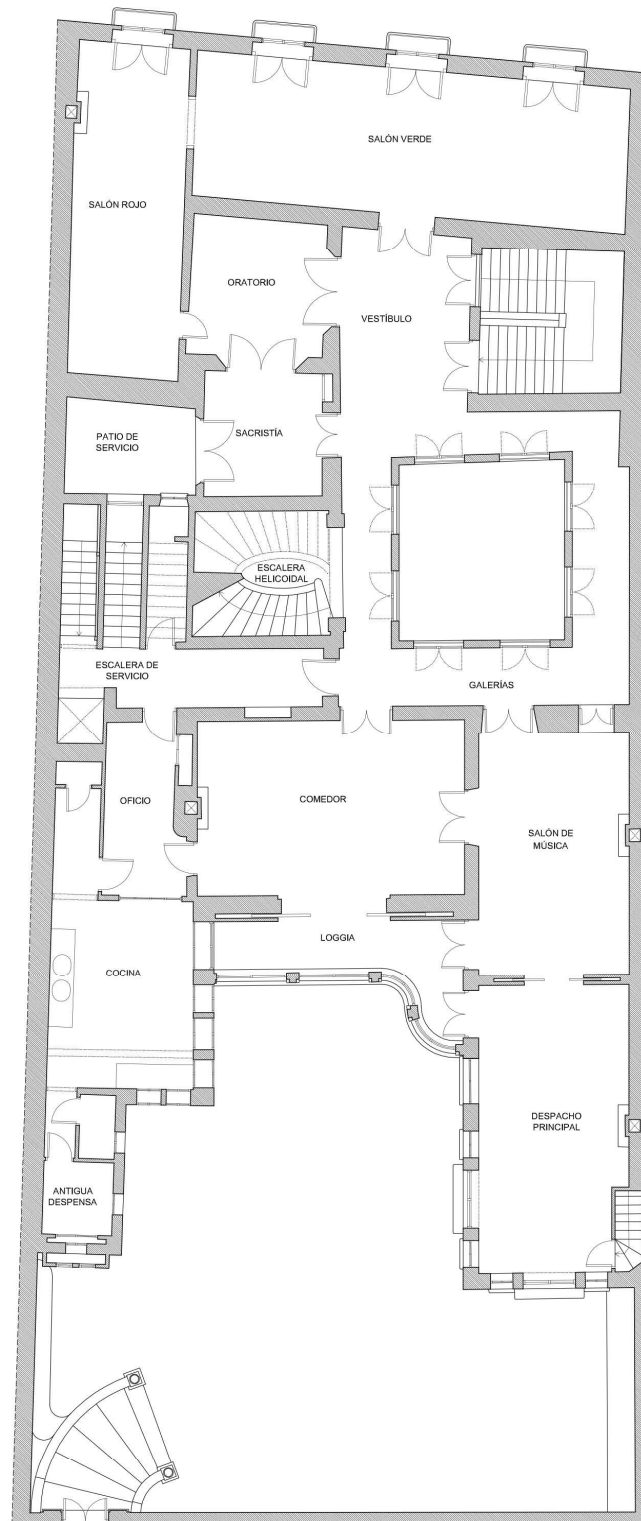 SALÓN VERDE
SALÓN ROJO
ORATORIO
VESTÍBULO
PATIO DE
SERVICIO
SACRISTÍA
ESCALERA
HELICOIDAL
ESCALERA DE
SERVICIO
GALERÍAS
OFICIO
COMEDOR
SALÓN DE
MÚSICA
LOGGIA
COCINA
DESPACHO
PRINCIPAL
ANTIGUA
DESPENSA